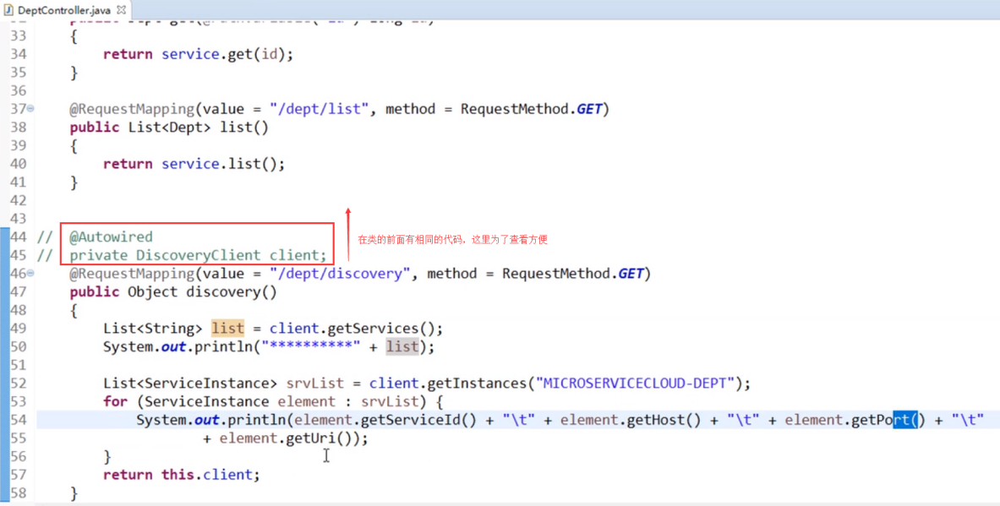 DeptController.java
33 {
34 return service.get(id);
35 }
36
37 @RequestMapping(value = "/dept/list", method = RequestMethod.GET)
38 public List<Dept> list()
39 {
40 return service.list();
41 }
42
43
44 // @Autowired
在类的前面有相同的代码，这里为了查看方便
45 // private DiscoveryClient client;
46 @RequestMapping(value = "/dept/discovery", method = RequestMethod.GET)
47 public Object discovery()
48 {
49 List<String> list = client.getServices();
50 System.out.println("**********" + list);
51
52 List<ServiceInstance> srvList = client.getInstances("MICROSERVICECLOUD-DEPT");
53 for (ServiceInstance element : srvList) {
54 System.out.println(element.getServiceId() + "\t" + element.getHost() + "\t" + element.getPort() + "\t"
55 + element.getUri());
56 }
57 return this.client;
58 }